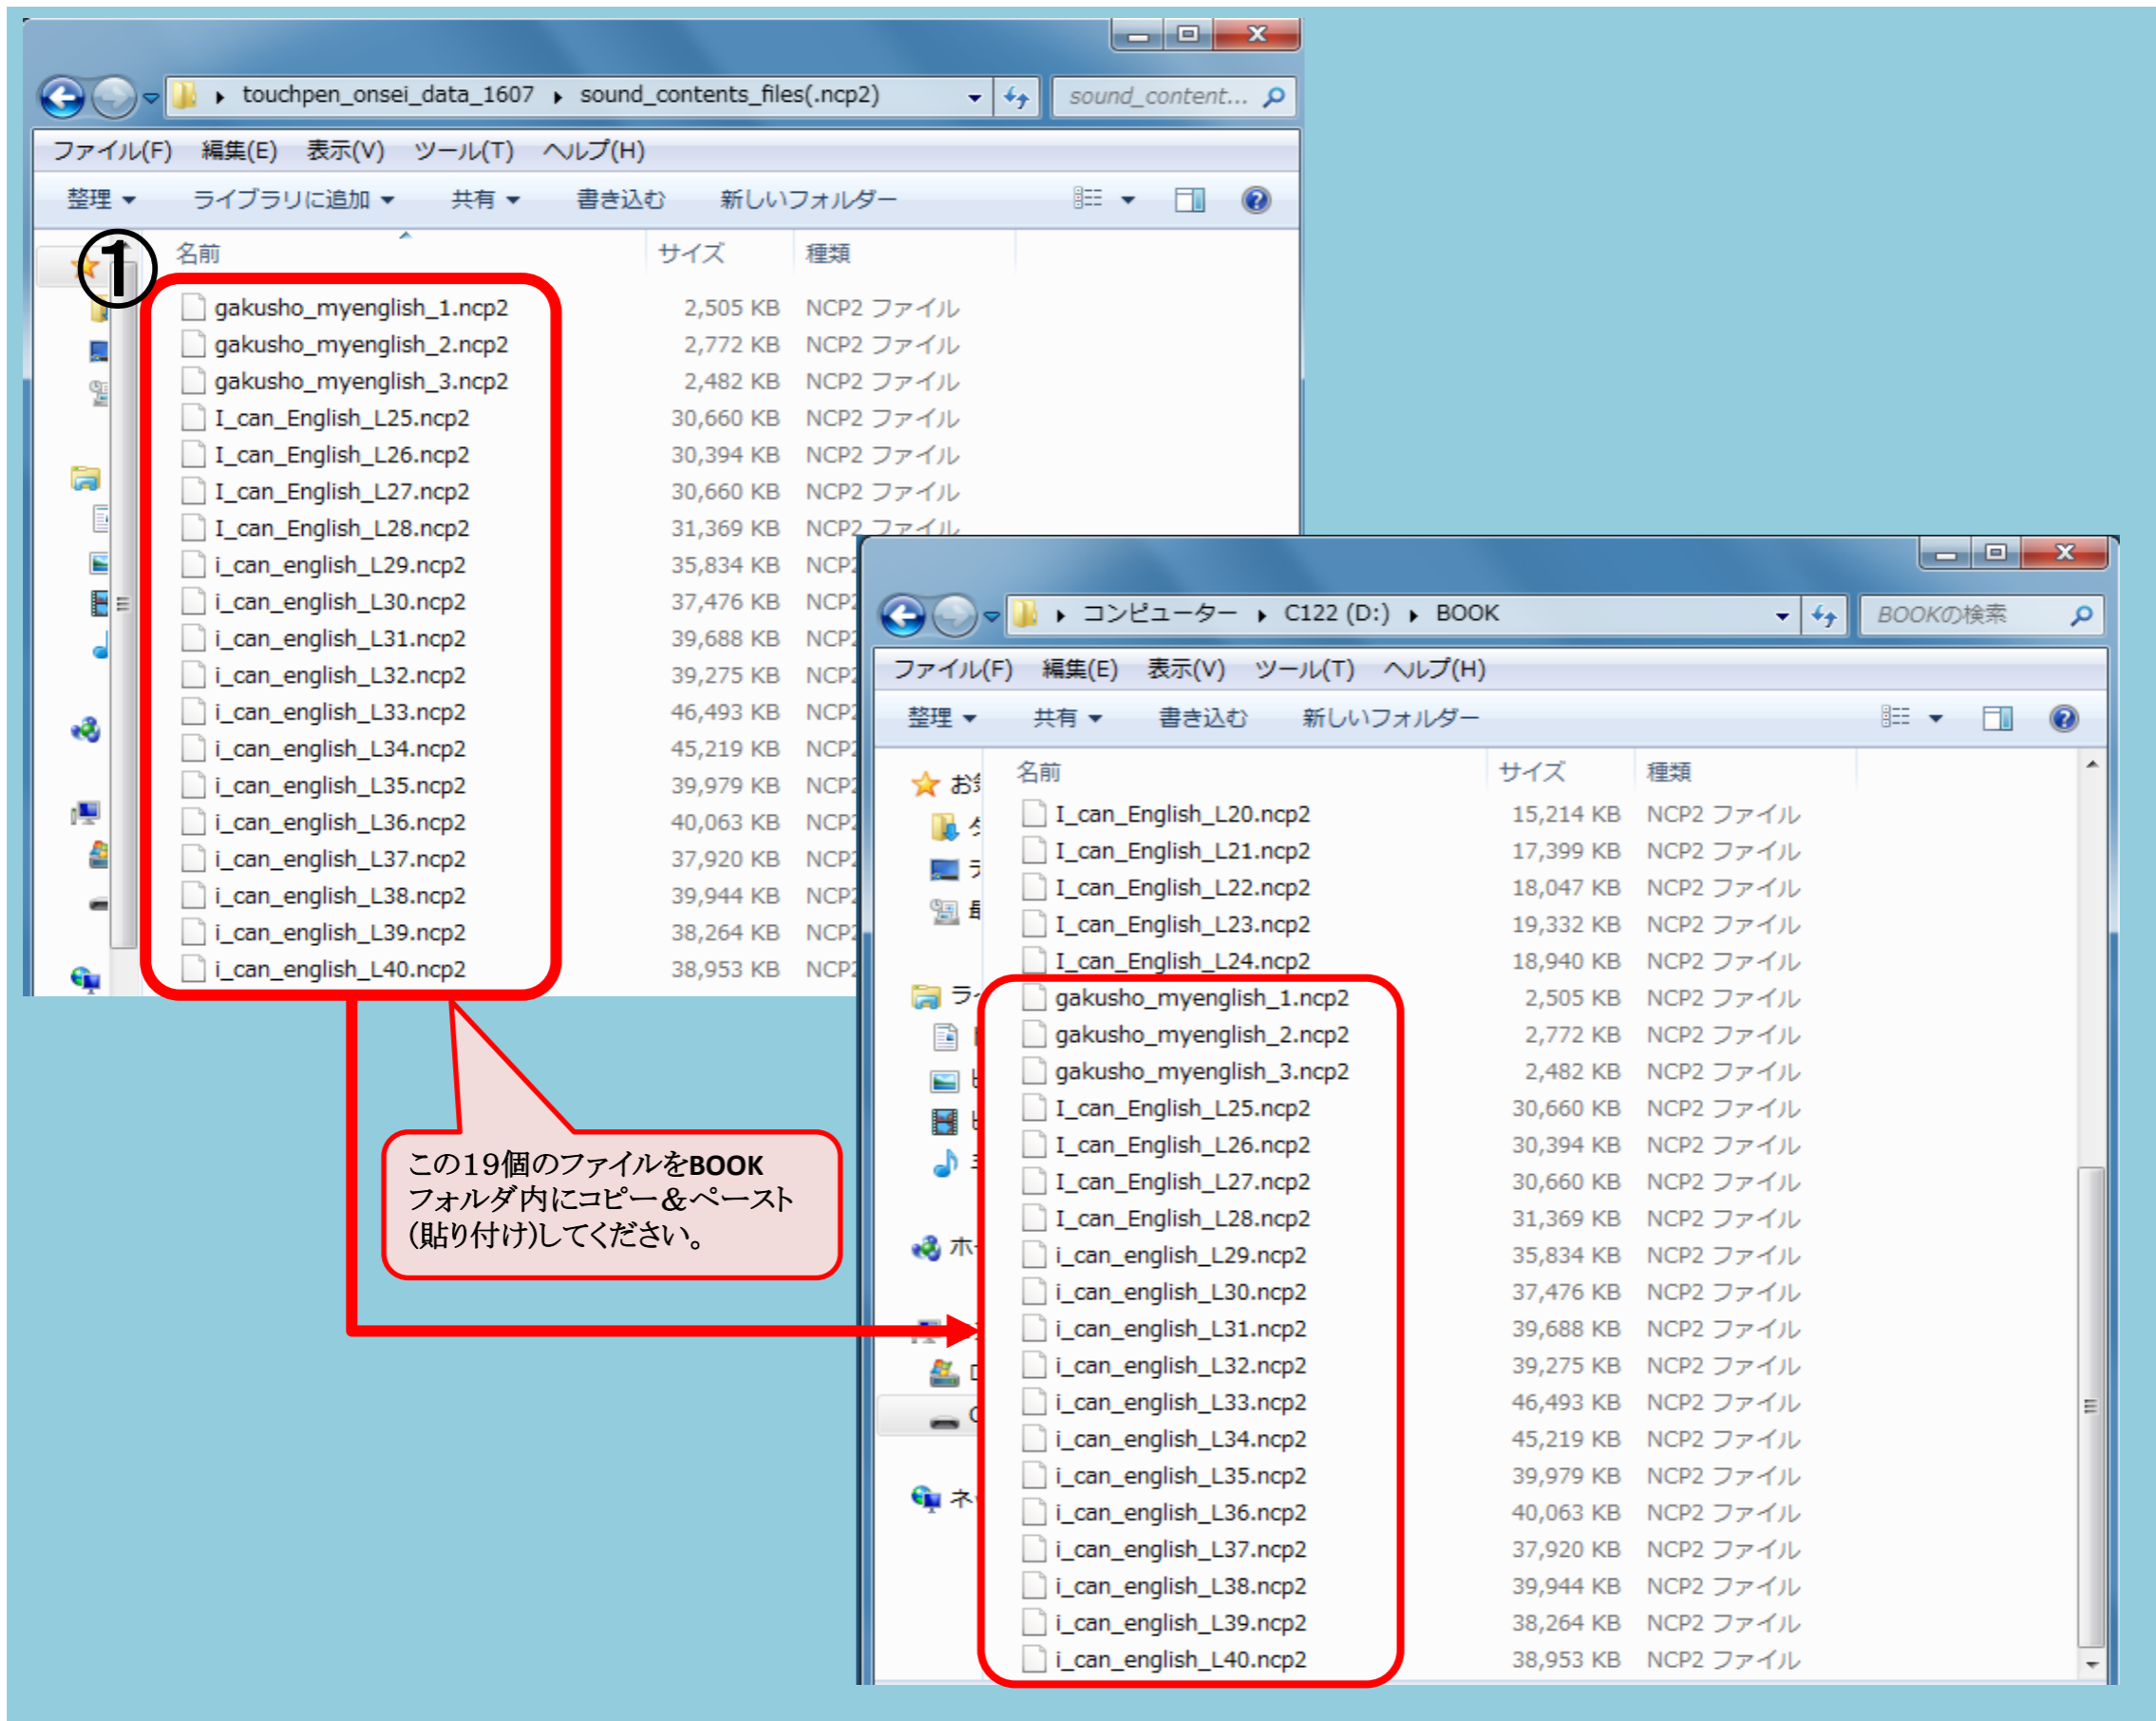 touchpen_onsei_data_1607 sound_contents_files(.ncp2) sound_content...
ファイル(F) 編集(E) 表示(V) ツール(T) ヘルプ(H)
整理 ライブラリに追加 共有 書き込む 新しいフォルダー
①
名前 サイズ 種類
gakusho_myenglish_1.ncp2 2,505 KB NCP2 ファイル
gakusho_myenglish_2.ncp2 2,772 KB NCP2 ファイル
gakusho_myenglish_3.ncp2 2,482 KB NCP2 ファイル
I_can_English_L25.ncp2 30,660 KB NCP2 ファイル
I_can_English_L26.ncp2 30,394 KB NCP2 ファイル
I_can_English_L27.ncp2 30,660 KB NCP2 ファイル
I_can_English_L28.ncp2 31,369 KB NCP2 ファイル
i_can_english_L29.ncp2 35,834 KB NCP2
i_can_english_L30.ncp2 37,476 KB NCP2
i_can_english_L31.ncp2 39,688 KB NCP2
i_can_english_L32.ncp2 39,275 KB NCP2
i_can_english_L33.ncp2 46,493 KB NCP2
i_can_english_L34.ncp2 45,219 KB NCP2
i_can_english_L35.ncp2 39,979 KB NCP2
i_can_english_L36.ncp2 40,063 KB NCP2
i_can_english_L37.ncp2 37,920 KB NCP2
i_can_english_L38.ncp2 39,944 KB NCP2
i_can_english_L39.ncp2 38,264 KB NCP2
i_can_english_L40.ncp2 38,953 KB NCP2
この19個のファイルをBOOK
フォルダ内にコピー＆ペースト
(貼り付け)してください。
コンピューター C122 (D:) BOOK BOOKの検索
ファイル(F) 編集(E) 表示(V) ツール(T) ヘルプ(H)
整理 共有 書き込む 新しいフォルダー
名前 サイズ 種類
I_can_English_L20.ncp2 15,214 KB NCP2 ファイル
I_can_English_L21.ncp2 17,399 KB NCP2 ファイル
I_can_English_L22.ncp2 18,047 KB NCP2 ファイル
I_can_English_L23.ncp2 19,332 KB NCP2 ファイル
I_can_English_L24.ncp2 18,940 KB NCP2 ファイル
gakusho_myenglish_1.ncp2 2,505 KB NCP2 ファイル
gakusho_myenglish_2.ncp2 2,772 KB NCP2 ファイル
gakusho_myenglish_3.ncp2 2,482 KB NCP2 ファイル
I_can_English_L25.ncp2 30,660 KB NCP2 ファイル
I_can_English_L26.ncp2 30,394 KB NCP2 ファイル
I_can_English_L27.ncp2 30,660 KB NCP2 ファイル
I_can_English_L28.ncp2 31,369 KB NCP2 ファイル
i_can_english_L29.ncp2 35,834 KB NCP2 ファイル
i_can_english_L30.ncp2 37,476 KB NCP2 ファイル
i_can_english_L31.ncp2 39,688 KB NCP2 ファイル
i_can_english_L32.ncp2 39,275 KB NCP2 ファイル
i_can_english_L33.ncp2 46,493 KB NCP2 ファイル
i_can_english_L34.ncp2 45,219 KB NCP2 ファイル
i_can_english_L35.ncp2 39,979 KB NCP2 ファイル
i_can_english_L36.ncp2 40,063 KB NCP2 ファイル
i_can_english_L37.ncp2 37,920 KB NCP2 ファイル
i_can_english_L38.ncp2 39,944 KB NCP2 ファイル
i_can_english_L39.ncp2 38,264 KB NCP2 ファイル
i_can_english_L40.ncp2 38,953 KB NCP2 ファイル